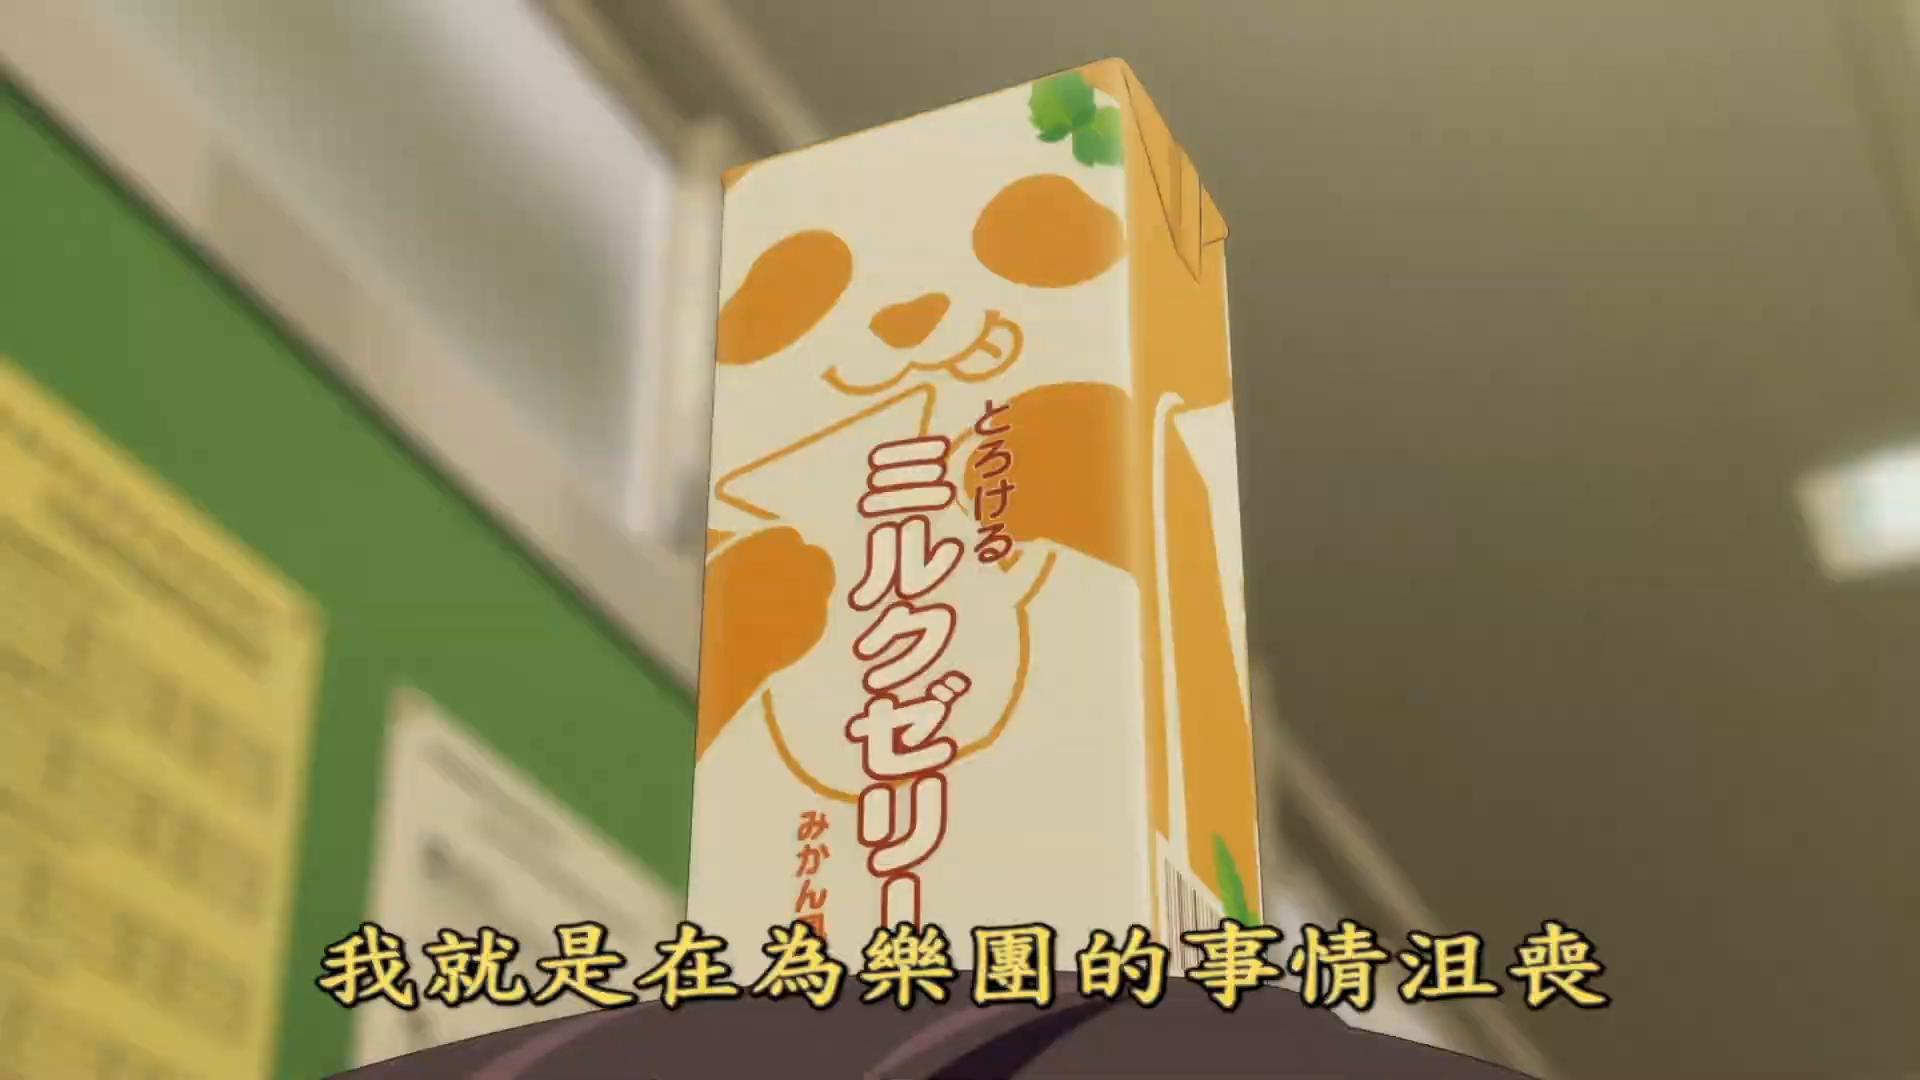 とろける
ミルクゼリー
みかん風
我就是在為樂團的事情沮喪